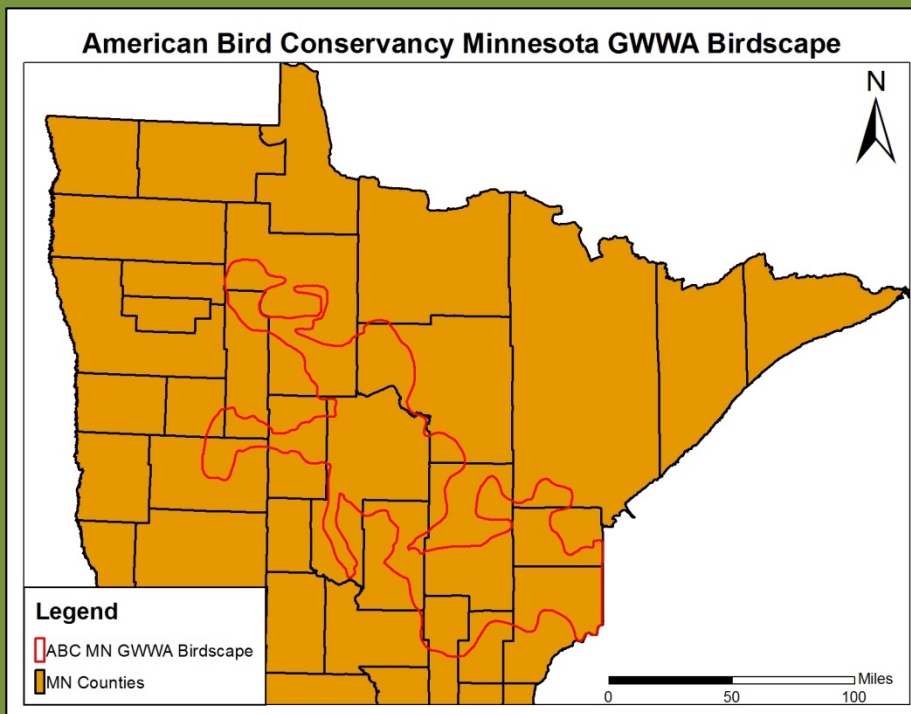 American Bird Conservancy Minnesota GWWA Birdscape
N
Legend
ABC MN GWWA Birdscape
MN Counties
Miles
0 50 100